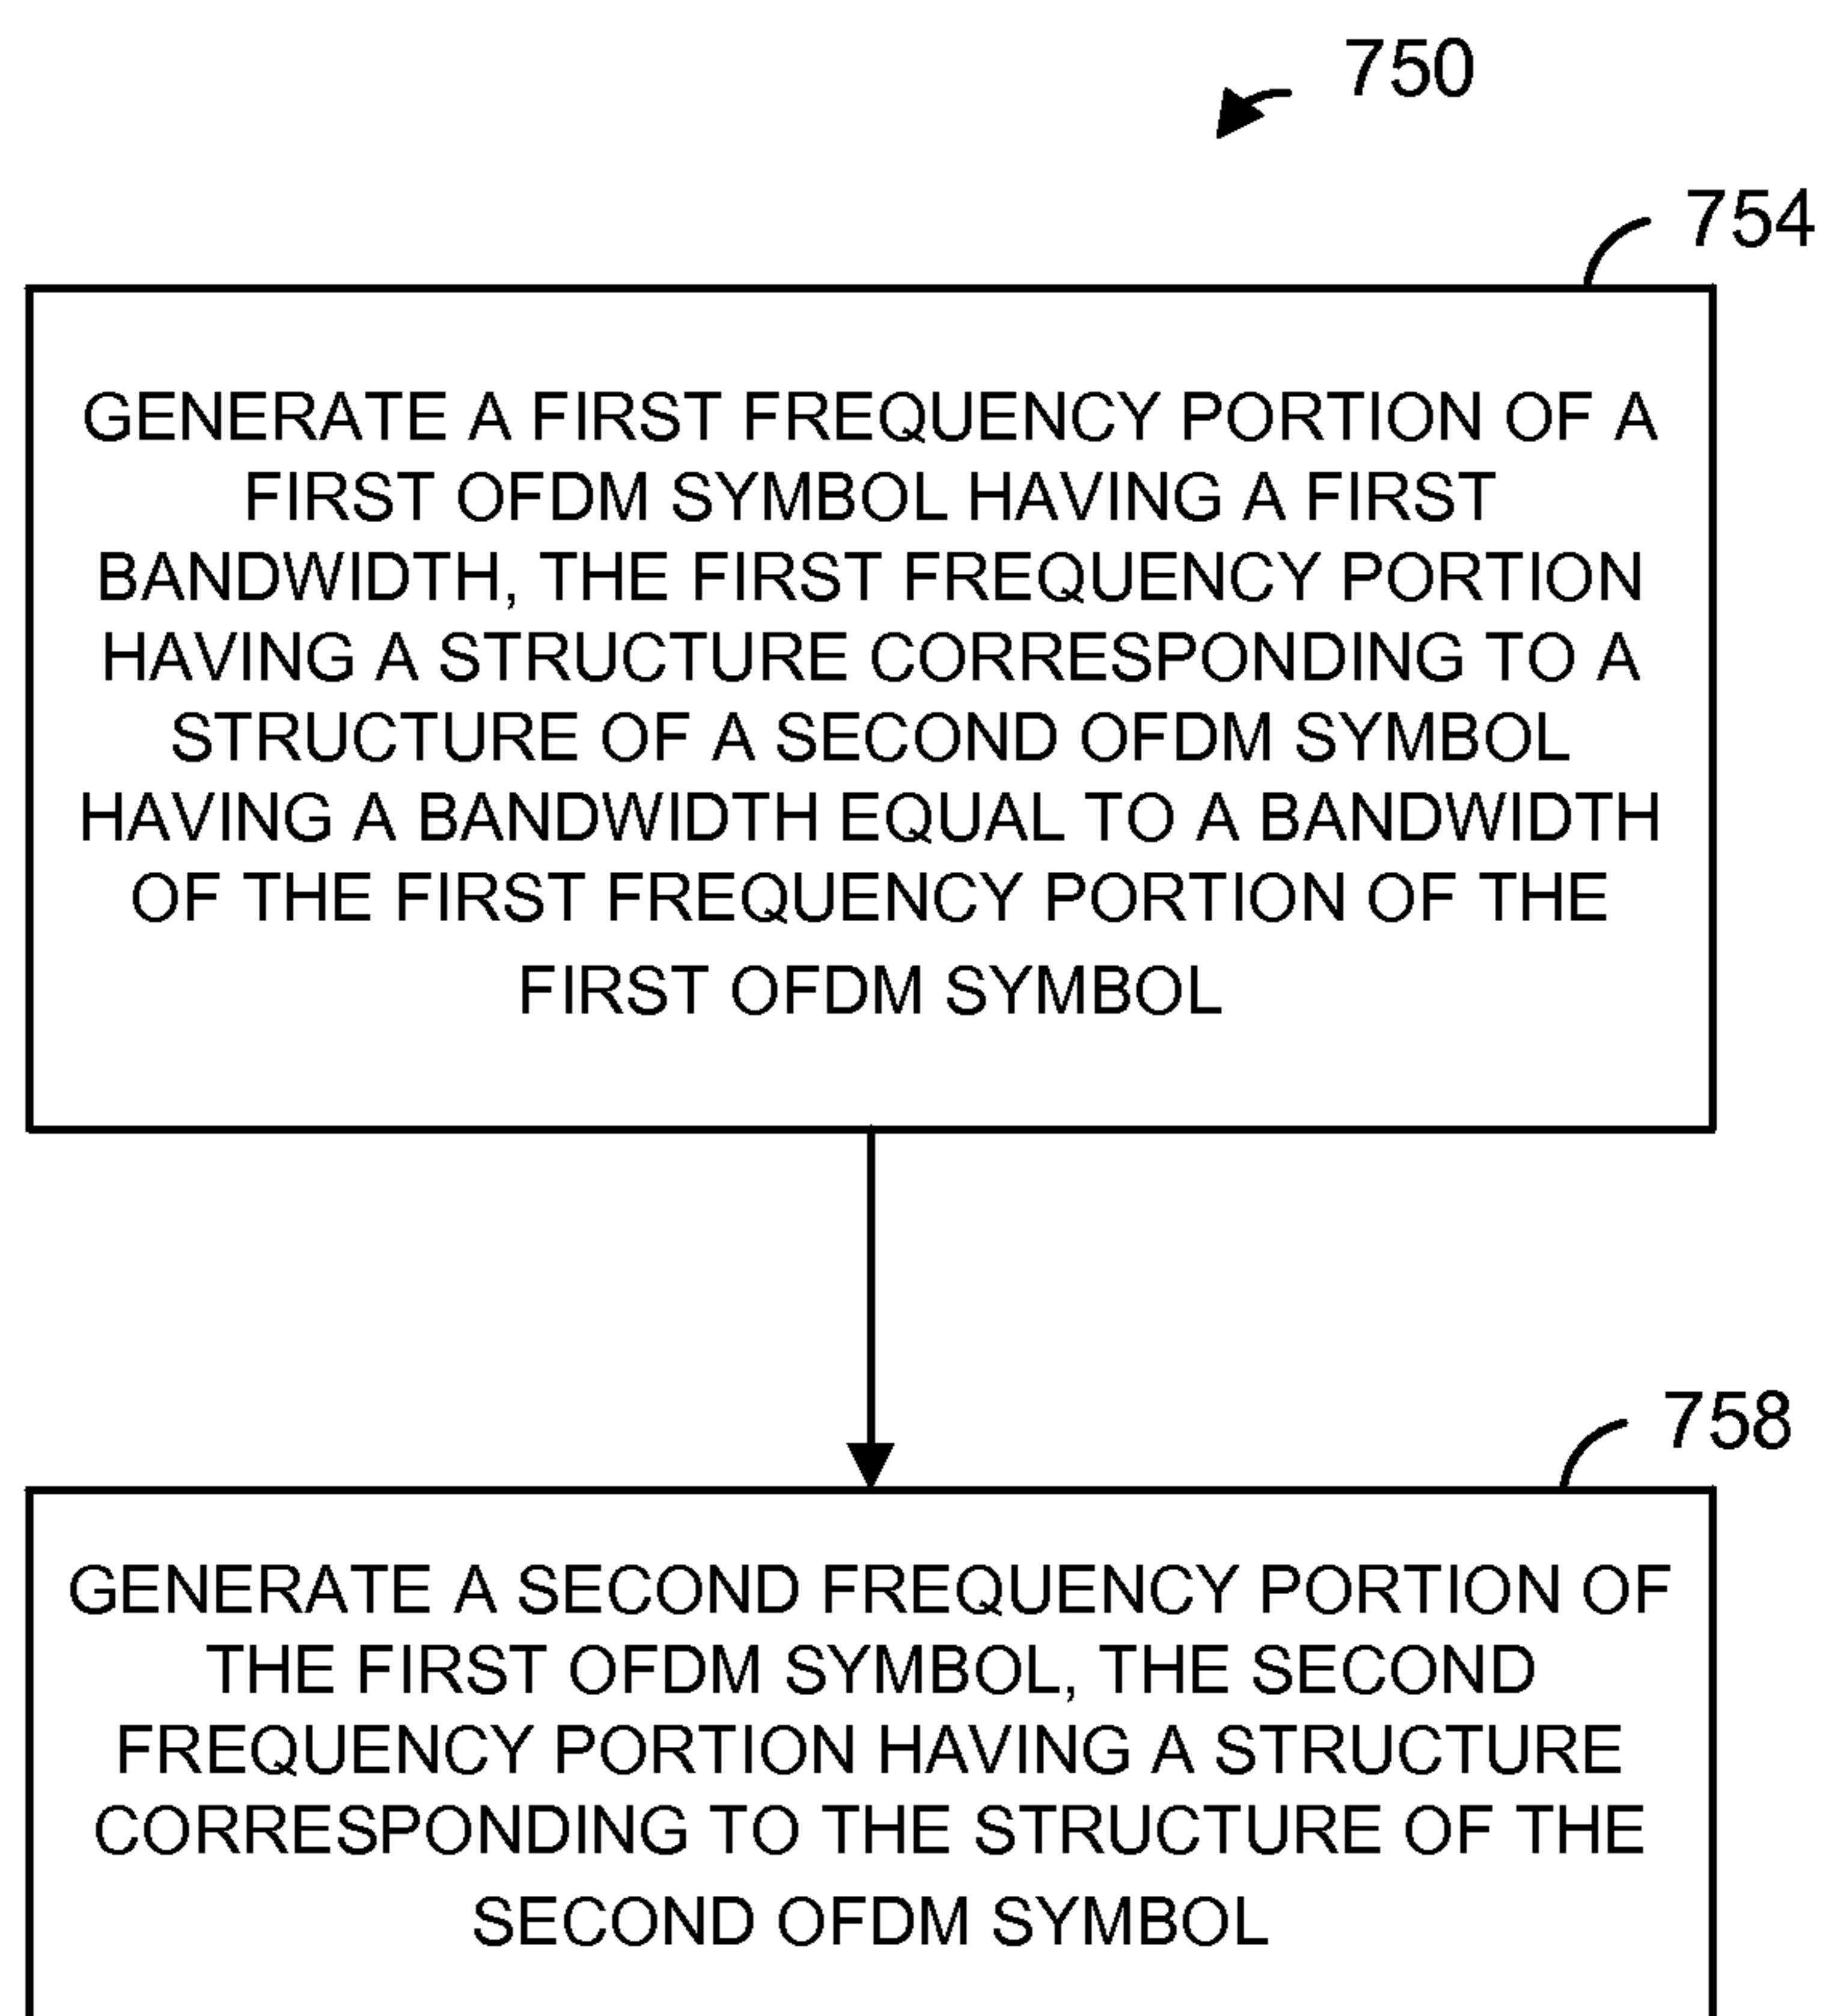 750
754
GENERATE A FIRST FREQUENCY PORTION OF A
FIRST OFDM SYMBOL HAVING A FIRST
BANDWIDTH, THE FIRST FREQUENCY PORTION
HAVING A STRUCTURE CORRESPONDING TO A
STRUCTURE OF A SECOND OFDM SYMBOL
HAVING A BANDWIDTH EQUAL TO A BANDWIDTH
OF THE FIRST FREQUENCY PORTION OF THE
FIRST OFDM SYMBOL
758
GENERATE A SECOND FREQUENCY PORTION OF
THE FIRST OFDM SYMBOL, THE SECOND
FREQUENCY PORTION HAVING A STRUCTURE
CORRESPONDING TO THE STRUCTURE OF THE
SECOND OFDM SYMBOL